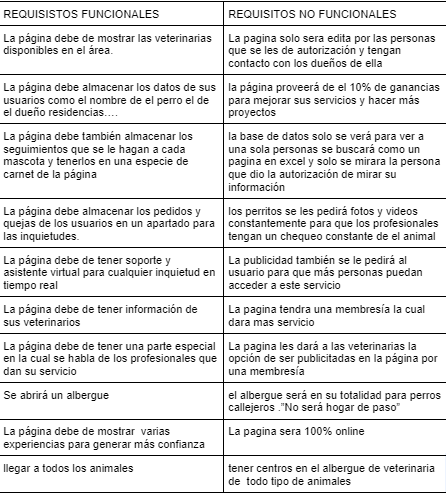 REQUISISTOS FUNCIONALES
REQUISITOS NO FUNCIONALES
La página debe de mostrar las veterinarias
disponibles en el área.
La pagina solo sera edita por las personas
que se les de autorización y tengan
contacto con los dueños de ella
La página debe almacenar los datos de sus
usuarios como el nombre de el perro el de
el dueño residencias….
la página proveerá de el 10% de ganancias
para mejorar sus servicios y hacer más
proyectos
La página debe también almacenar los
seguimientos que se le hagan a cada
mascota y tenerlos en una especie de
carnet de la página
la base de datos solo se verá para ver a
una sola personas se buscará como un
pagina en excel y solo se mirara la persona
que dio la autorización de mirar su
información
La página debe almacenar los pedidos y
quejas de los usuarios en un apartado para
las inquietudes.
los perritos se les pedirá fotos y videos
constantemente para que los profesionales
tengan un chequeo constante de el animal
La página debe de tener soporte y
asistente virtual para cualquier inquietud en
tiempo real
La publicidad también se le pedirá al
usuario para que más personas puedan
acceder a este servicio
La página debe de tener información de
sus veterinarios
La pagina tendra una membresía la cual
dara mas servicio
La página debe de tener una parte especial
en la cual se habla de los profesionales que
dan su servicio
La pagina les dará a las veterinarias la
opción de ser publicitadas en la página por
una membresía
Se abrirá un albergue
el albergue será en su totalidad para perros
callejeros .”No será hogar de paso”
La página debe de mostrar varias
experiencias para generar más confianza
La pagina sera 100% online
llegar a todos los animales
tener centros en el albergue de veterinaria
de todo tipo de animales